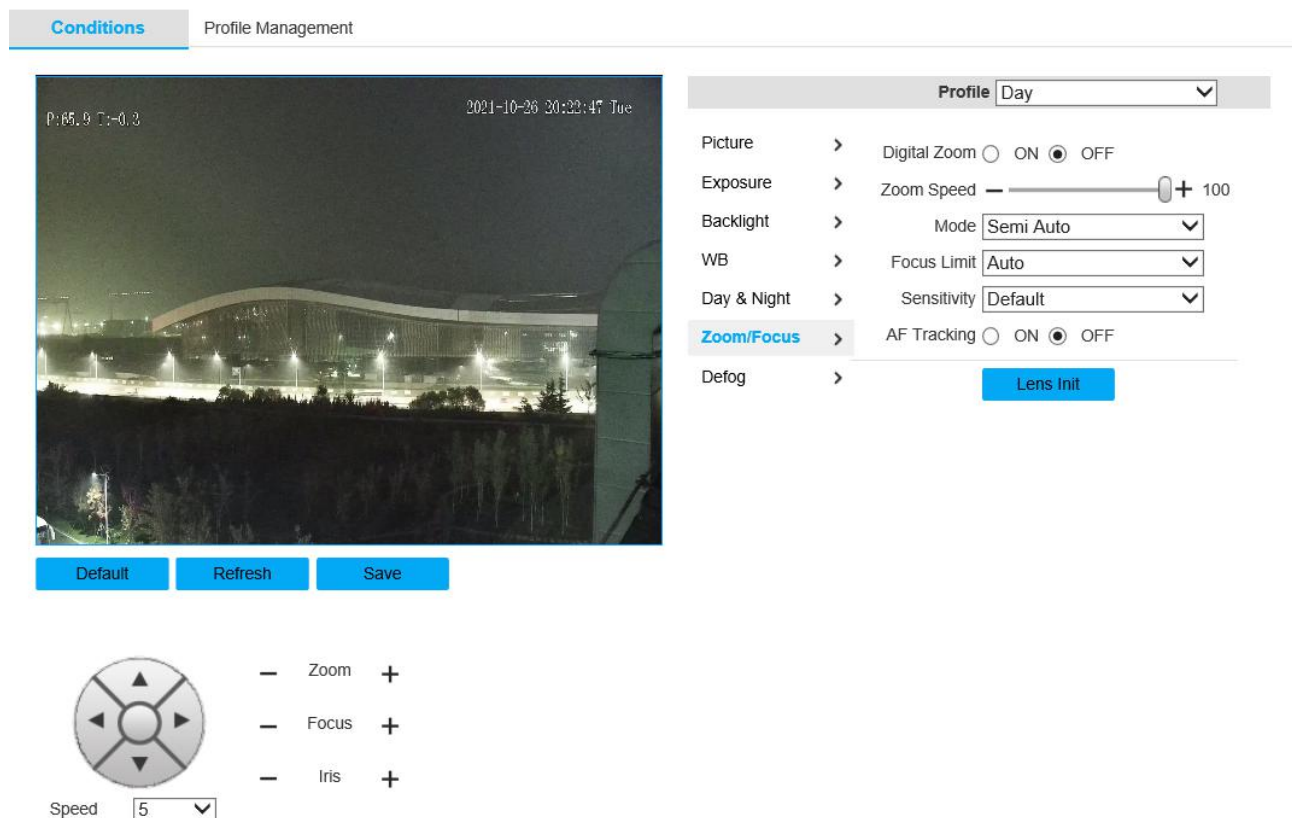 Conditions Profile Management
P:65.9 T:-0.3
2021-10-26 20:22:47 Tue
Profile Day
Picture
Exposure
Backlight
WB
Day & Night
Zoom/Focus
Defog
Digital Zoom ON OFF
Zoom Speed 100
Mode Semi Auto
Focus Limit Auto
Sensitivity Default
AF Tracking ON OFF
Lens Init
Default Refresh Save
Zoom
Focus
Iris
Speed 5